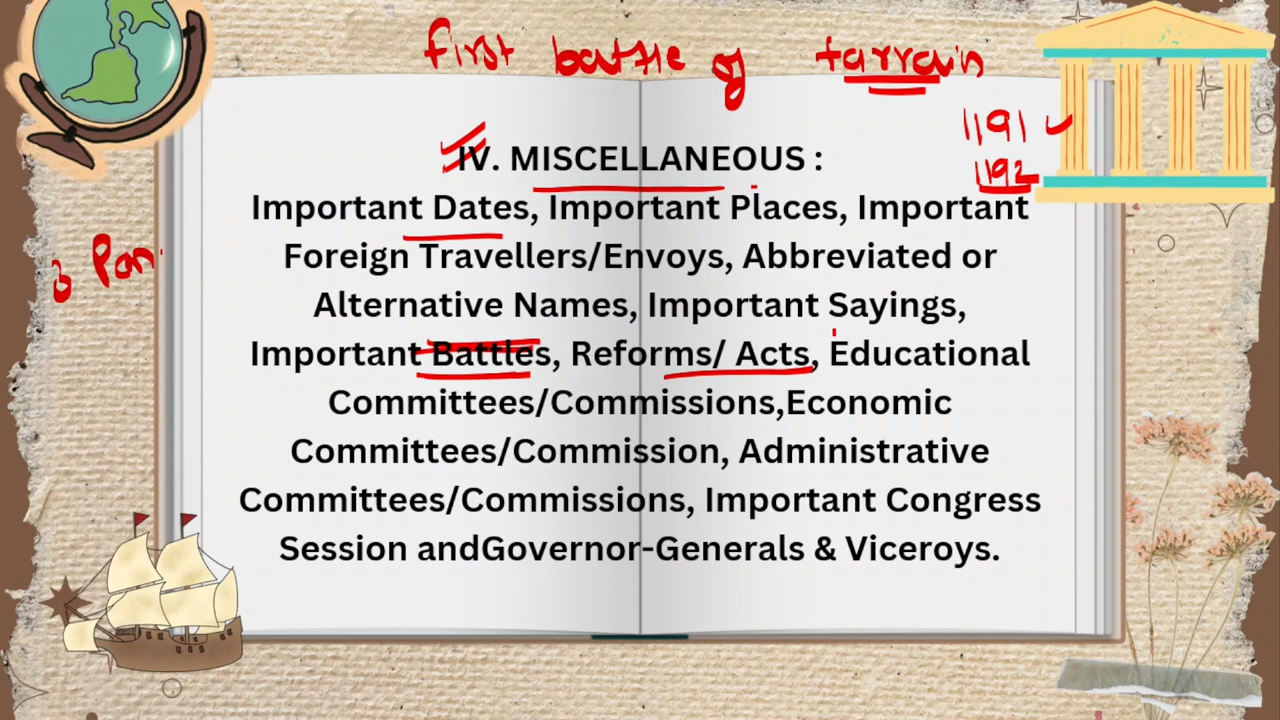 first battle of tarrain
1191
1192
IV. MISCELLANEOUS :
Important Dates, Important Places, Important
Foreign Travellers/Envoys, Abbreviated or
3 Pan
Alternative Names, Important Sayings,
Important Battles, Reforms/ Acts, Educational
Committees/Commissions,Economic
Committees/Commission, Administrative
Committees/Commissions, Important Congress
Session andGovernor-Generals & Viceroys.